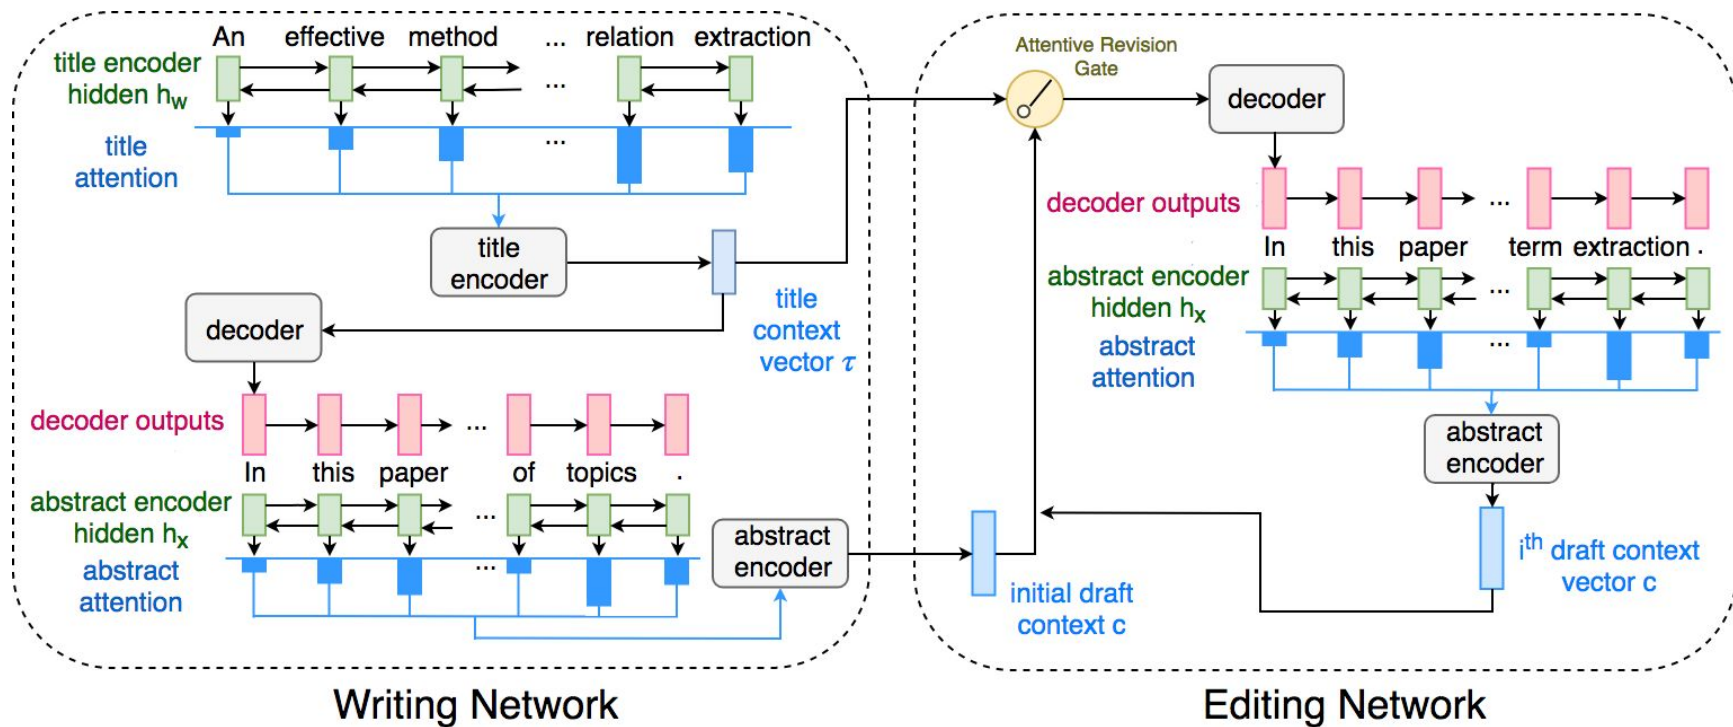 An effective method ... relation extraction
title encoder
hidden hw
...
title
attention
...
title
encoder
title
context
vector τ
decoder
decoder outputs
...
In this paper of topics .
abstract encoder
hidden hx
...
abstract
attention
...
abstract
encoder
Writing Network
Attentive Revision
Gate
decoder
decoder outputs
...
In this paper term extraction .
abstract encoder
hidden hx
...
abstract
attention
...
abstract
encoder
ith draft context
vector c
initial draft
context c
Editing Network